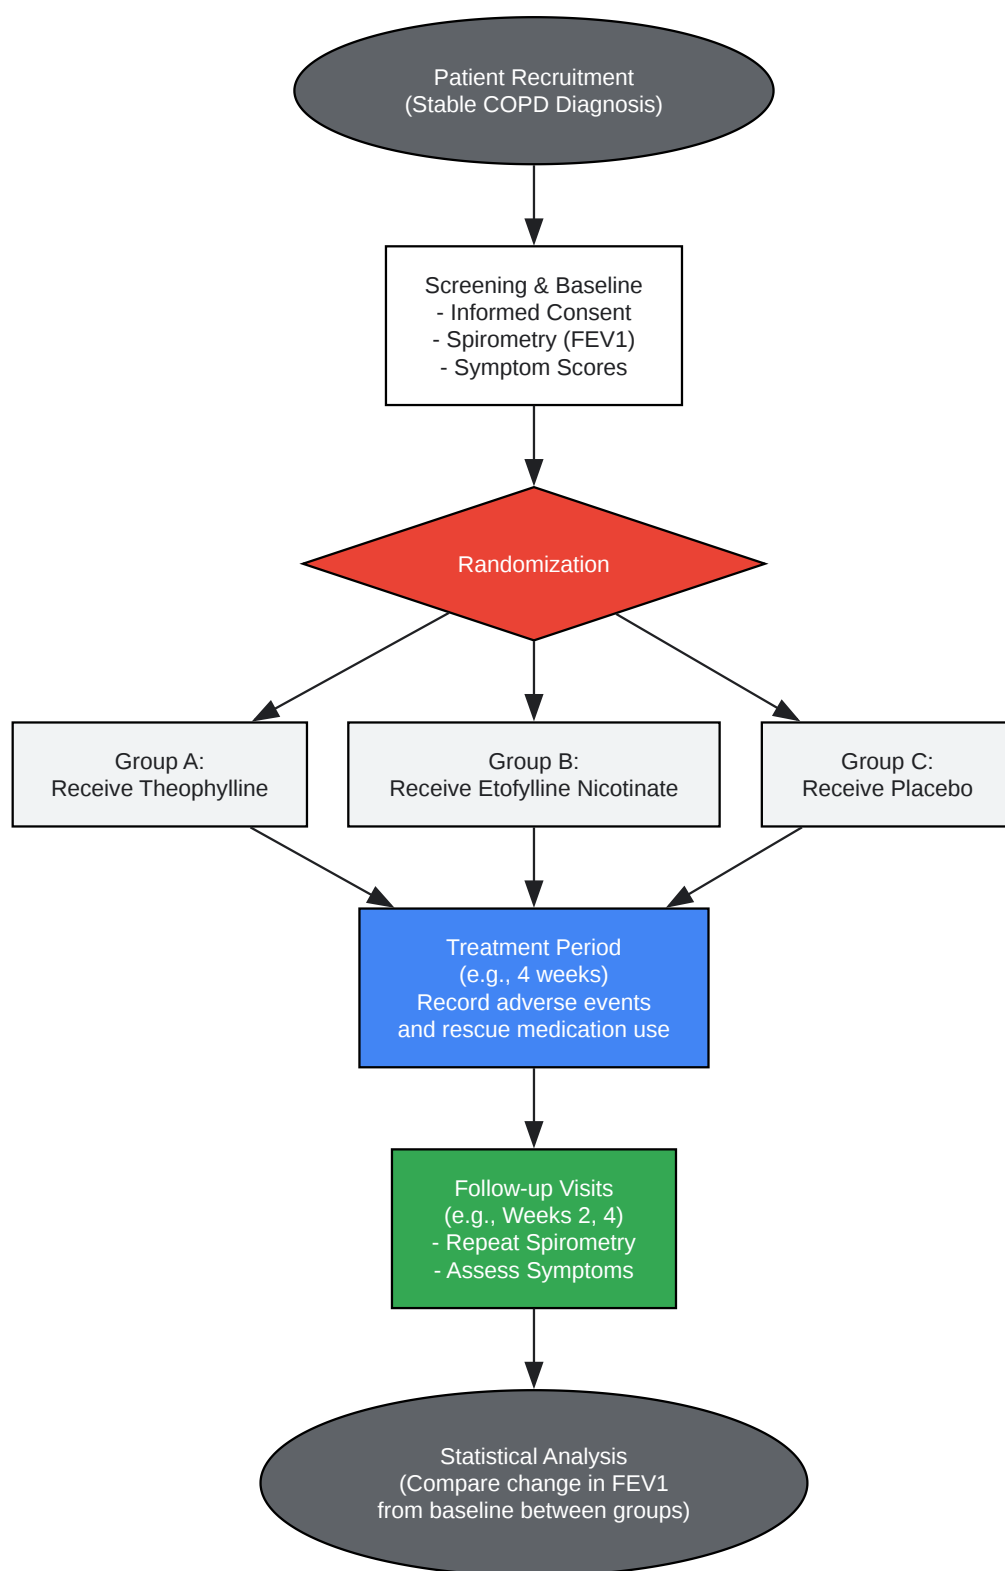 Patient Recruitment
(Stable COPD Diagnosis)
Screening & Baseline
- Informed Consent
- Spirometry (FEV1)
- Symptom Scores
Randomization
Group A:
Receive Theophylline
Group B:
Receive Etofylline Nicotinate
Group C:
Receive Placebo
Treatment Period
(e.g., 4 weeks)
Record adverse events
and rescue medication use
Follow-up Visits
(e.g., Weeks 2, 4)
- Repeat Spirometry
- Assess Symptoms
Statistical Analysis
(Compare change in FEV1
from baseline between groups)